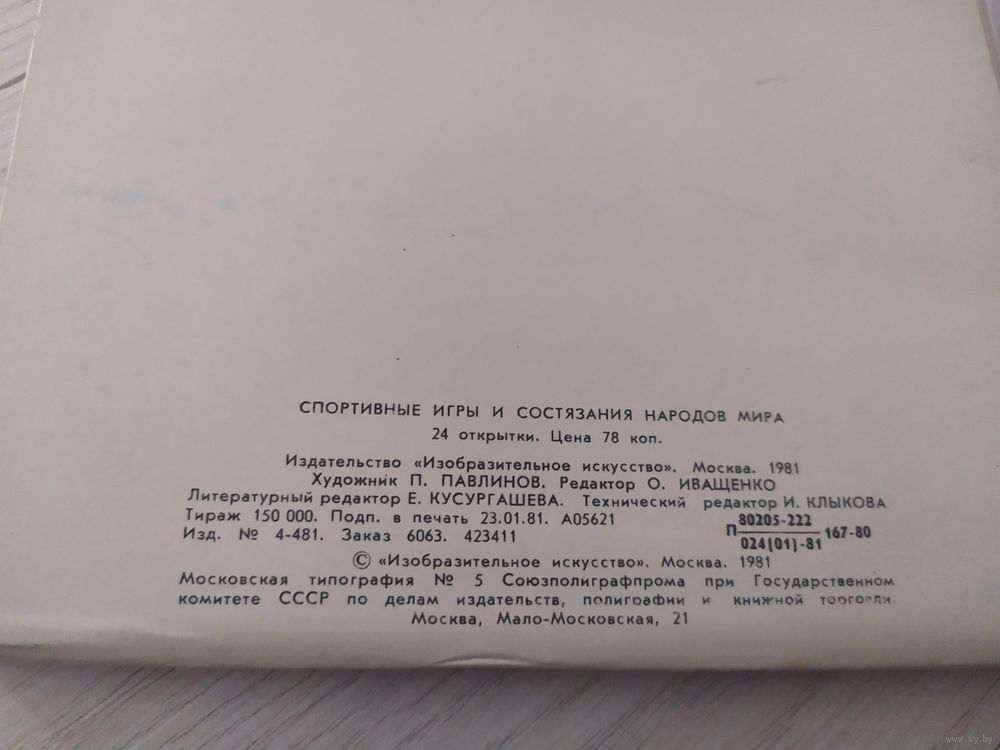 СПОРТИВНЫЕ ИГРЫ И СОСТЯЗАНИЯ НАРОДОВ МИРА
24 открытки. Цена 78 коп.
Издательство «Изобразительное искусство». Москва. 1981
Художник П. ПАВЛИНОВ. Редактор О. ИВАЩЕНКО
Литературный редактор Е. КУСУРГАШЕВА. Технический редактор И. КЛЫКОВА
Тираж 150 000. Подп. в печать 23.01.81. А05621
Изд. № 4-481. Заказ 6063. 423411
80205-222
П 167-80
024(01)-81
© «Изобразительное искусство». Москва. 1981
Московская типография № 5 Союзполиграфпрома при Государственном
комитете СССР по делам издательств, полиграфии и книжной торговли.
Москва, Мало-Московская, 21
www.ay.by